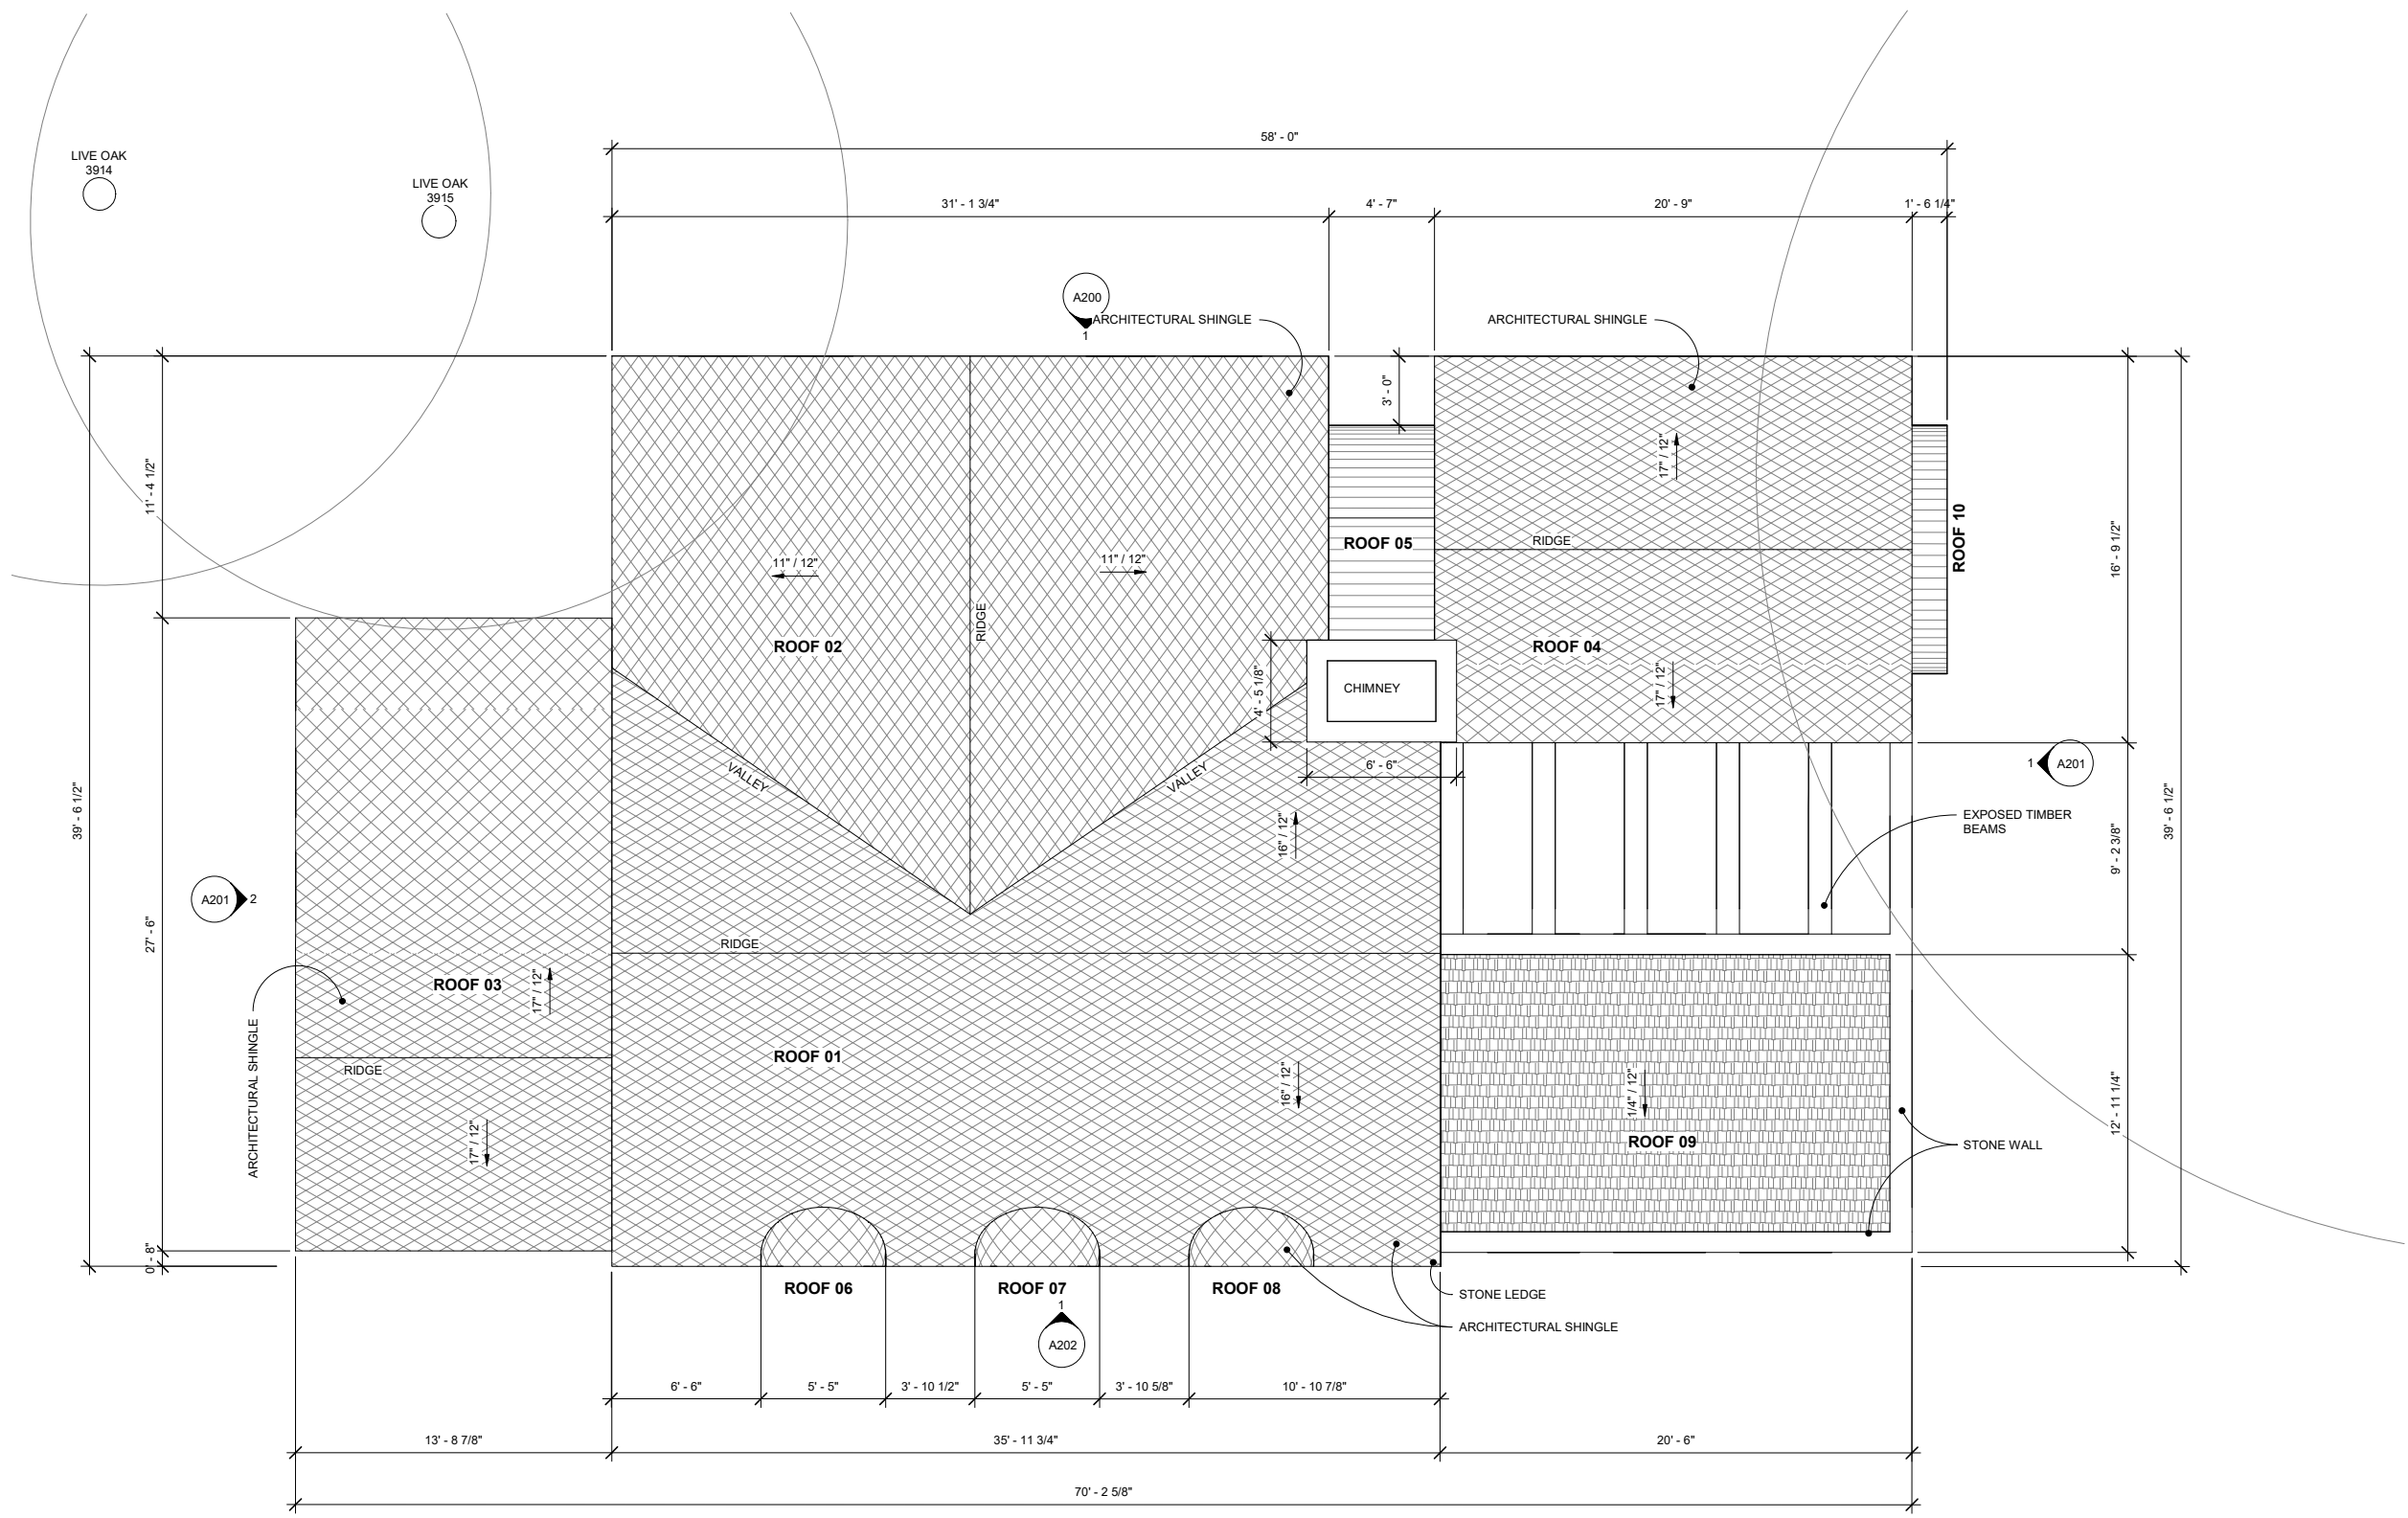 58' - 0"
LIVE OAK
3914
LIVE OAK
3915
31' - 1 3/4"
4' - 7"
20' - 9"
1' - 6 1/4"
A200
1
ARCHITECTURAL SHINGLE
ARCHITECTURAL SHINGLE
3' - 0"
11' - 4 1/2"
17" / 12"
ROOF 10
16' - 9 1/2"
RIDGE
ROOF 05
11" / 12"
11" / 12"
RIDGE
ROOF 02
ROOF 04
4' - 5 1/8"
CHIMNEY
17" / 12"
VALLEY
VALLEY
6' - 6"
1
A201
39' - 6 1/2"
39' - 6 1/2"
16" / 12"
EXPOSED TIMBER
BEAMS
9' - 2 3/8"
A201
2
27' - 6"
RIDGE
ROOF 03
17" / 12"
ROOF 01
RIDGE
ARCHITECTURAL SHINGLE
16" / 12"
1/4" / 12"
12' - 11 1/4"
17" / 12"
ROOF 09
STONE WALL
0' - 8"
ROOF 06
ROOF 07
ROOF 08
1
A202
STONE LEDGE
ARCHITECTURAL SHINGLE
6' - 6"
5' - 5"
3' - 10 1/2"
5' - 5"
3' - 10 5/8"
10' - 10 7/8"
13' - 8 7/8"
35' - 11 3/4"
20' - 6"
70' - 2 5/8"